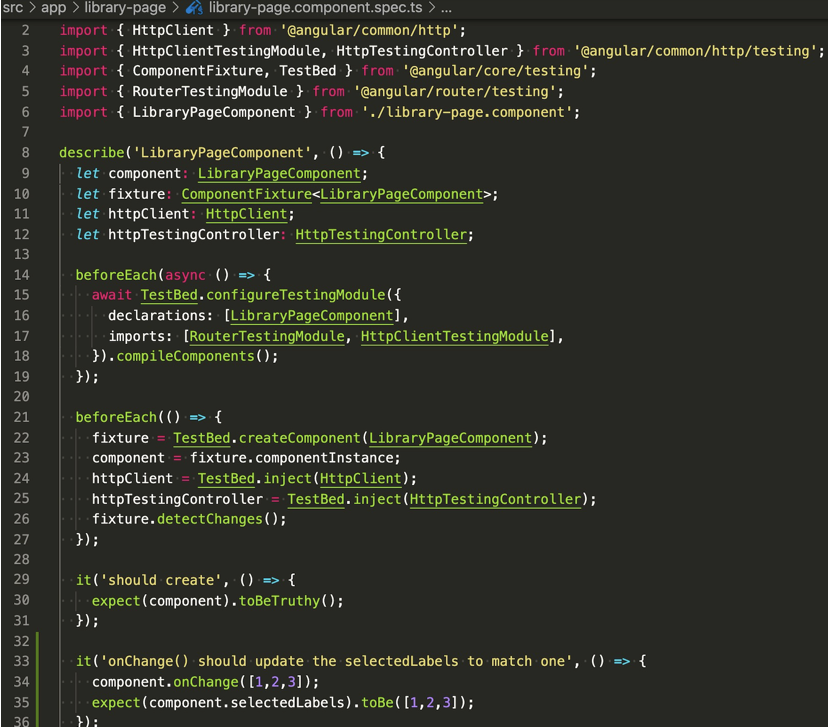 src > app > library-page > library-page.component.spec.ts > ...
2 import { HttpClient } from '@angular/common/http';
3 import { HttpClientTestingModule, HttpTestingController } from '@angular/common/http/testing';
4 import { ComponentFixture, TestBed } from '@angular/core/testing';
5 import { RouterTestingModule } from '@angular/router/testing';
6 import { LibraryPageComponent } from './library-page.component';
7
8 describe('LibraryPageComponent', () => {
9   let component: LibraryPageComponent;
10   let fixture: ComponentFixture<LibraryPageComponent>;
11   let httpClient: HttpClient;
12   let httpTestingController: HttpTestingController;
13
14   beforeEach(async () => {
15     await TestBed.configureTestingModule({
16       declarations: [LibraryPageComponent],
17       imports: [RouterTestingModule, HttpClientTestingModule],
18     }).compileComponents();
19   });
20
21   beforeEach(() => {
22     fixture = TestBed.createComponent(LibraryPageComponent);
23     component = fixture.componentInstance;
24     httpClient = TestBed.inject(HttpClient);
25     httpTestingController = TestBed.inject(HttpTestingController);
26     fixture.detectChanges();
27   });
28
29   it('should create', () => {
30     expect(component).toBeTruthy();
31   });
32
33   it('onChange() should update the selectedLabels to match one', () => {
34     component.onChange([1,2,3]);
35     expect(component.selectedLabels).toBe([1,2,3]);
36   });